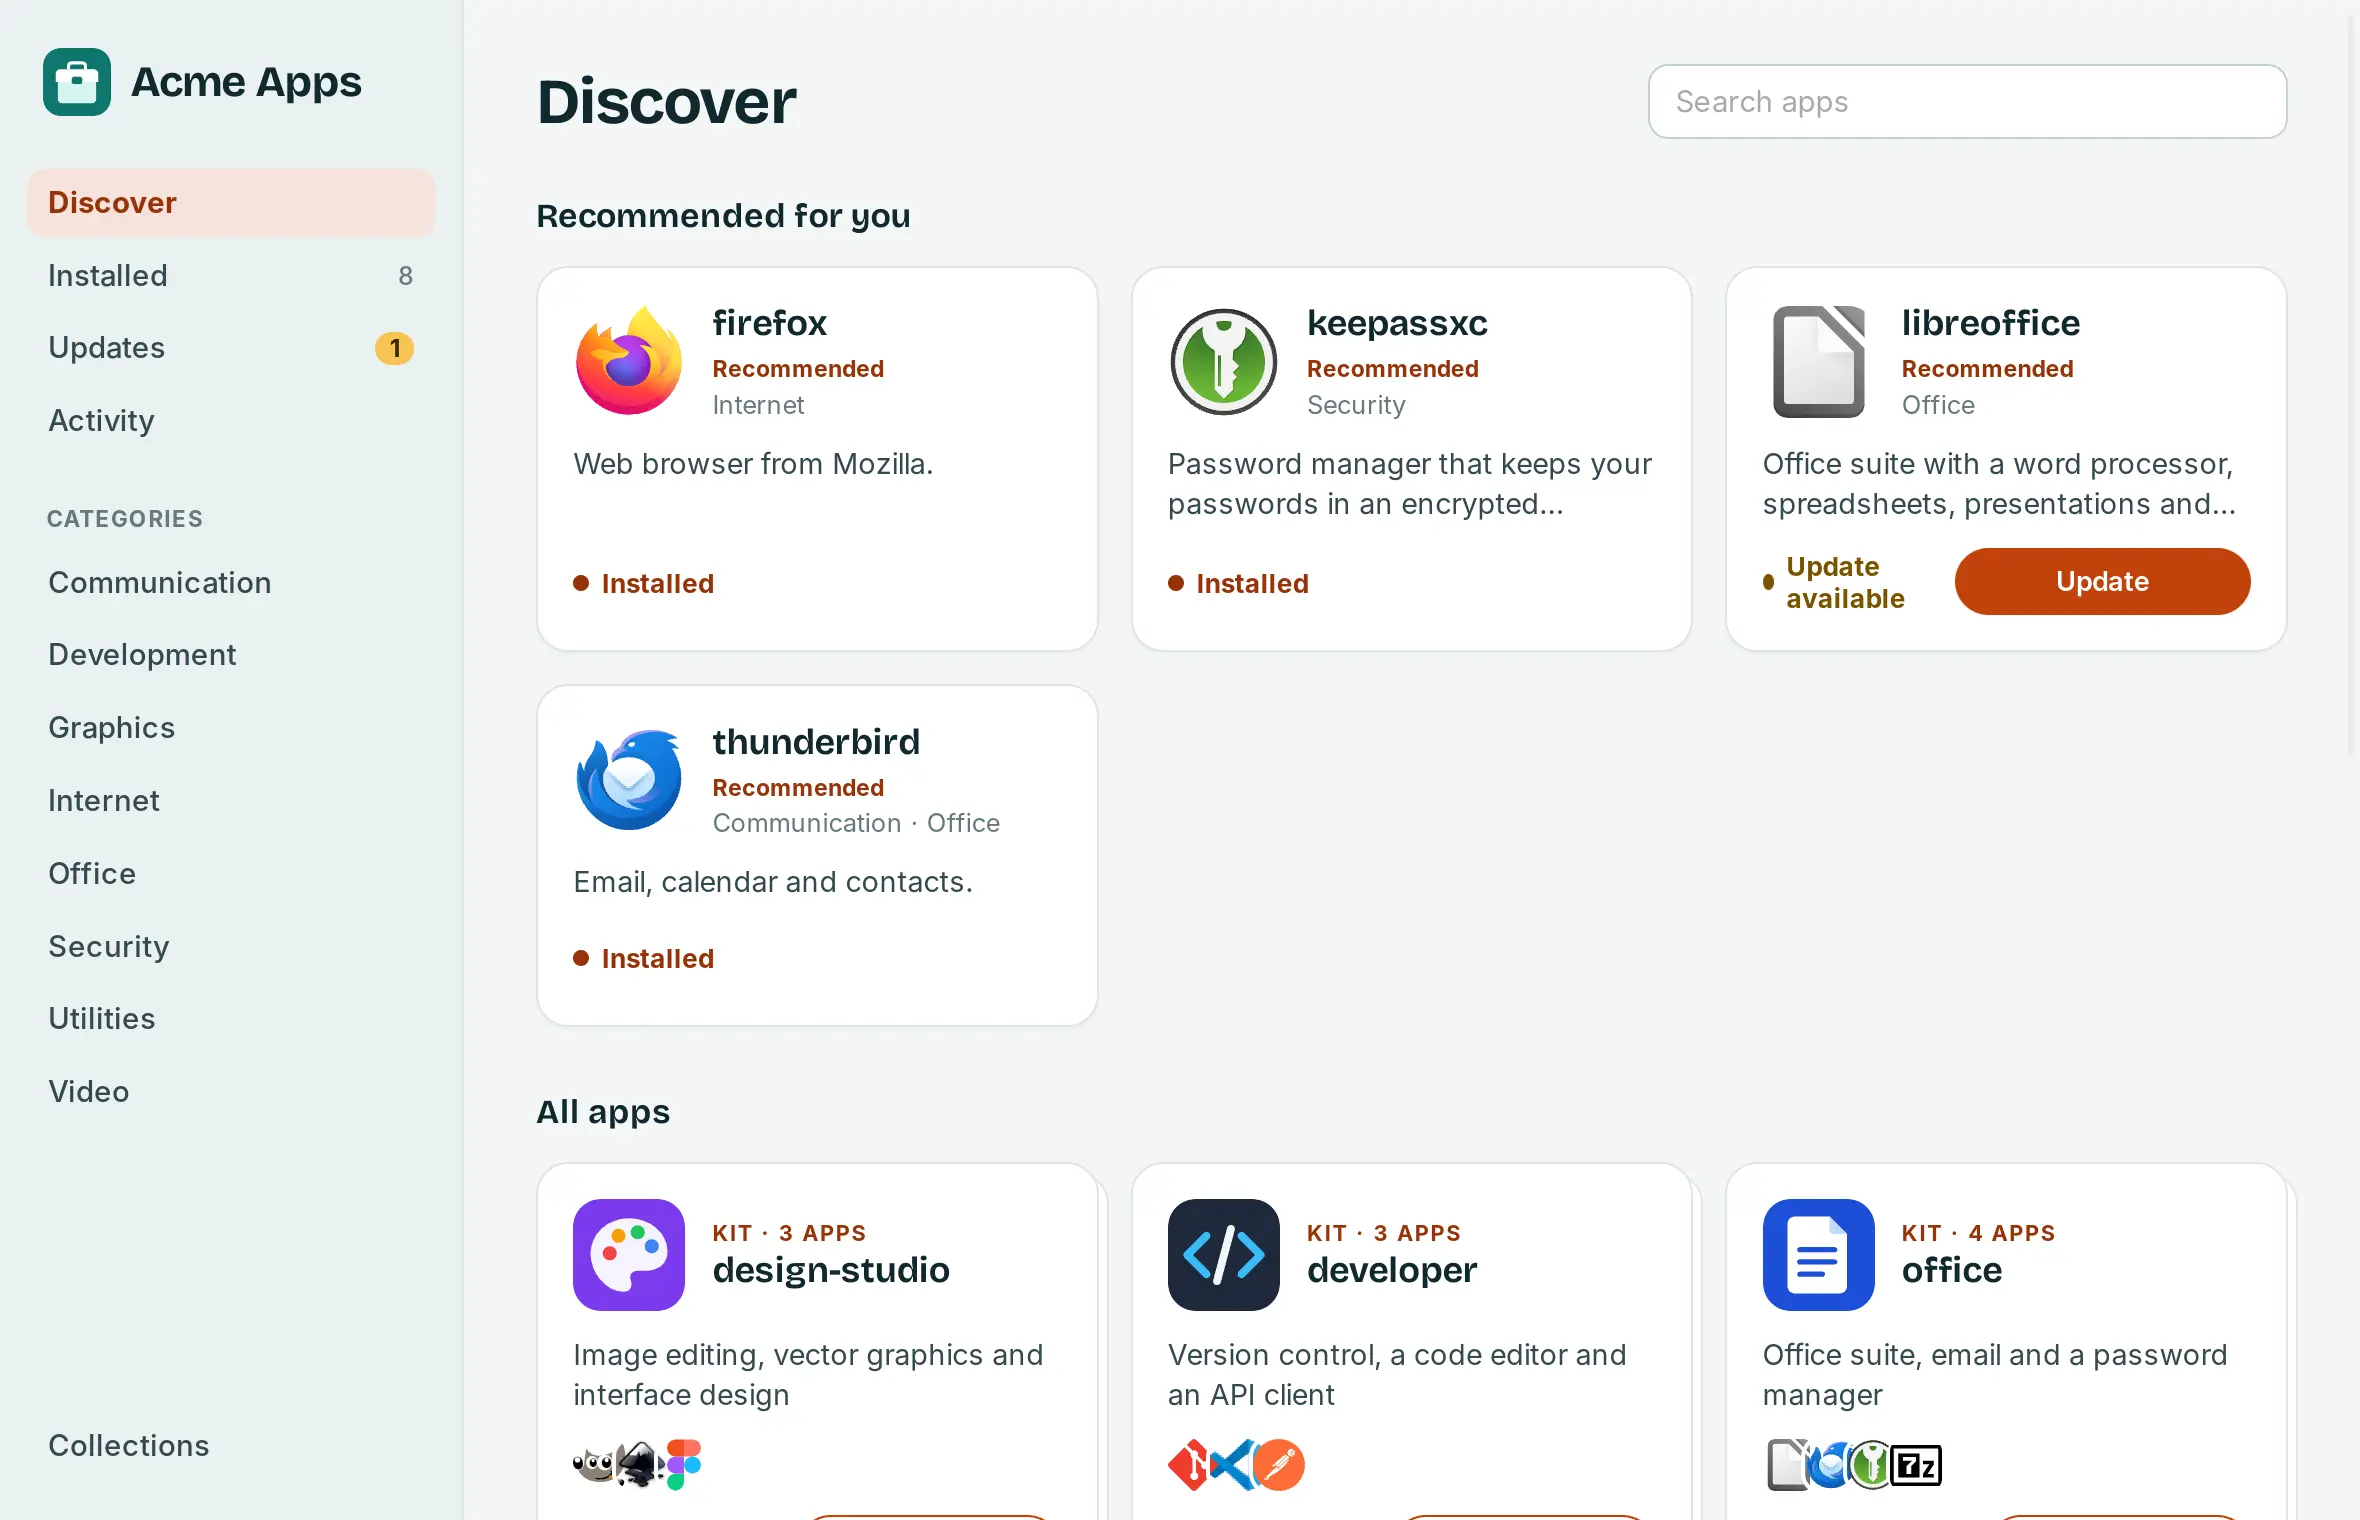 Acme Apps
Discover
Installed 8
Updates 1
Activity
CATEGORIES
Communication
Development
Graphics
Internet
Office
Security
Utilities
Video
Collections
Discover
Search apps
Recommended for you
firefox
Recommended
Internet
Web browser from Mozilla.
Installed
keepassxc
Recommended
Security
Password manager that keeps your
passwords in an encrypted...
Installed
libreoffice
Recommended
Office
Office suite with a word processor,
spreadsheets, presentations and...
Update
available
Update
thunderbird
Recommended
Communication · Office
Email, calendar and contacts.
Installed
All apps
KIT · 3 APPS
design-studio
Image editing, vector graphics and
interface design
KIT · 3 APPS
developer
Version control, a code editor and
an API client
KIT · 4 APPS
office
Office suite, email and a password
manager
7z